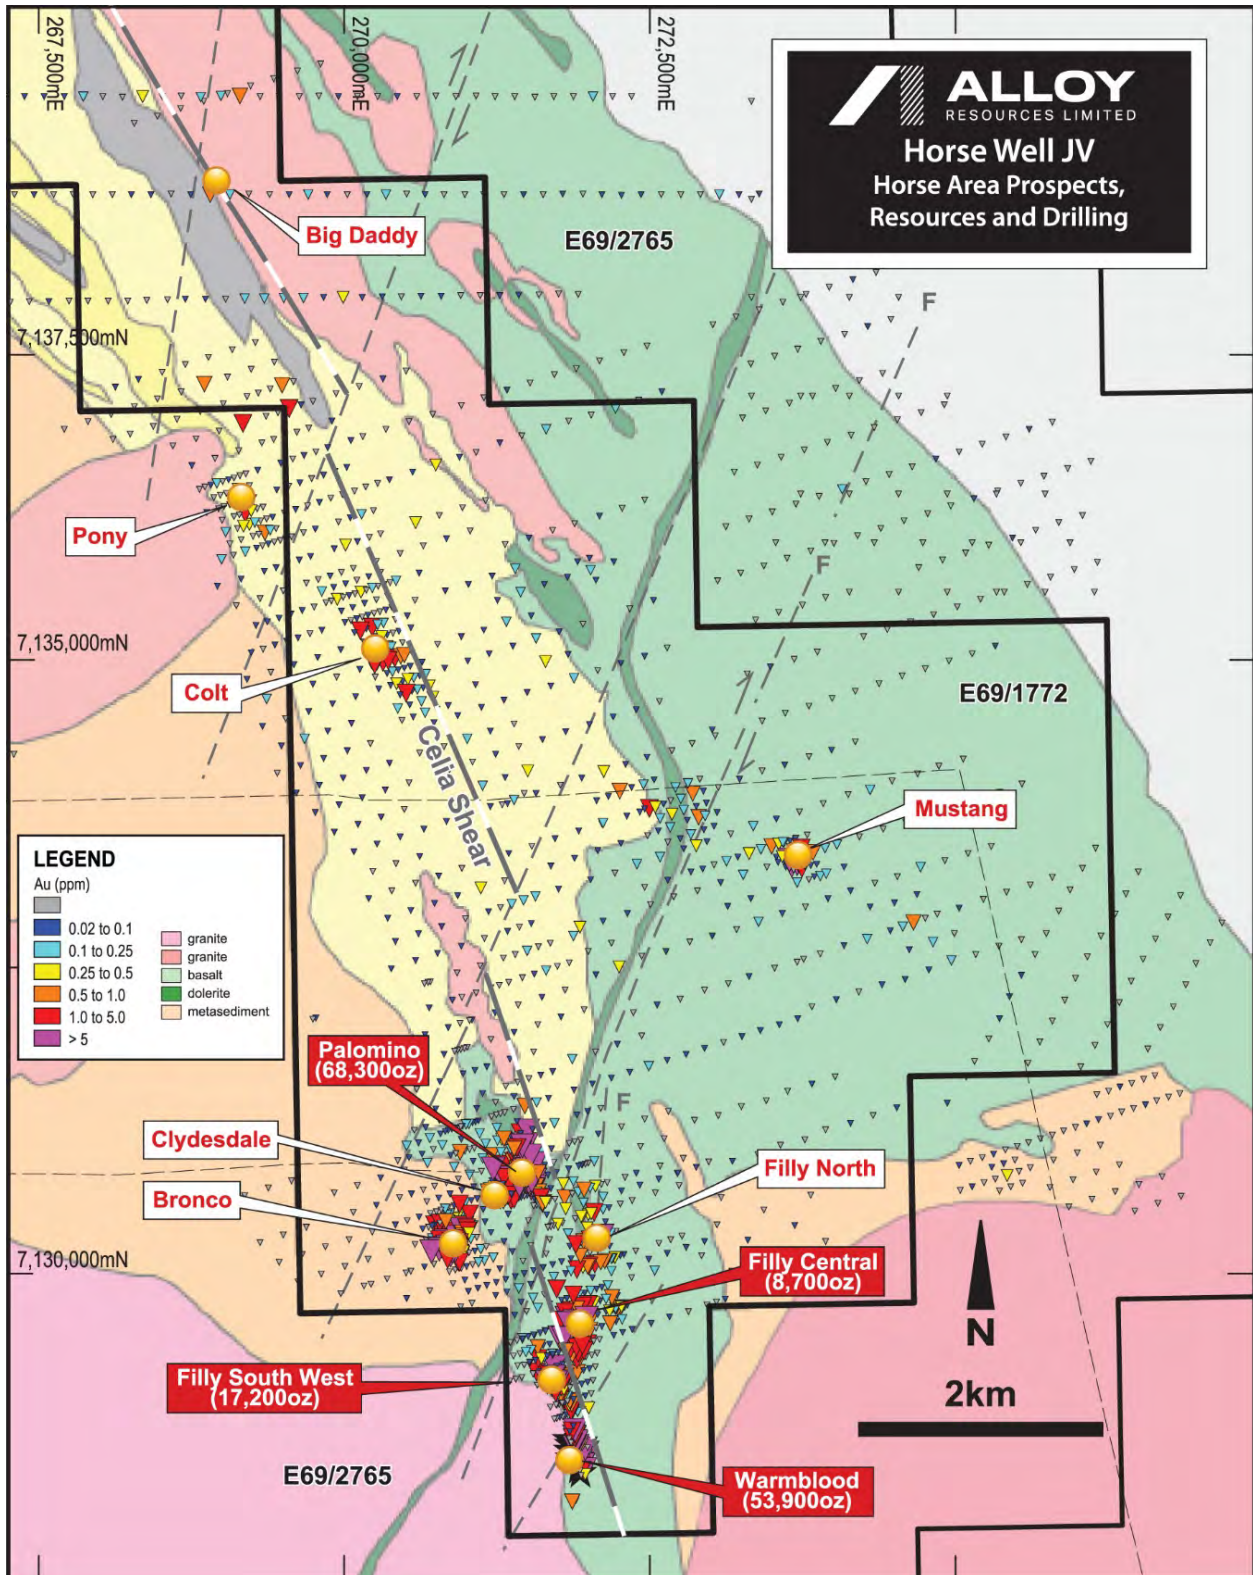 267,500mE
270,000mE
272,500mE
ALLOY
RESOURCES LIMITED
Horse Well JV
Horse Area Prospects,
Resources and Drilling
Big Daddy
E69/2765
F
7,137,500mN
Pony
F
7,135,000mN
Colt
E69/1772
Celia Shear
Mustang
LEGEND
Au (ppm)
0.02 to 0.1
0.1 to 0.25
0.25 to 0.5
0.5 to 1.0
1.0 to 5.0
> 5
granite
granite
basalt
dolerite
metasediment
Palomino
(68,300oz)
F
Clydesdale
Filly North
Bronco
7,130,000mN
Filly Central
(8,700oz)
N
Filly South West
(17,200oz)
2km
E69/2765
Warmblood
(53,900oz)